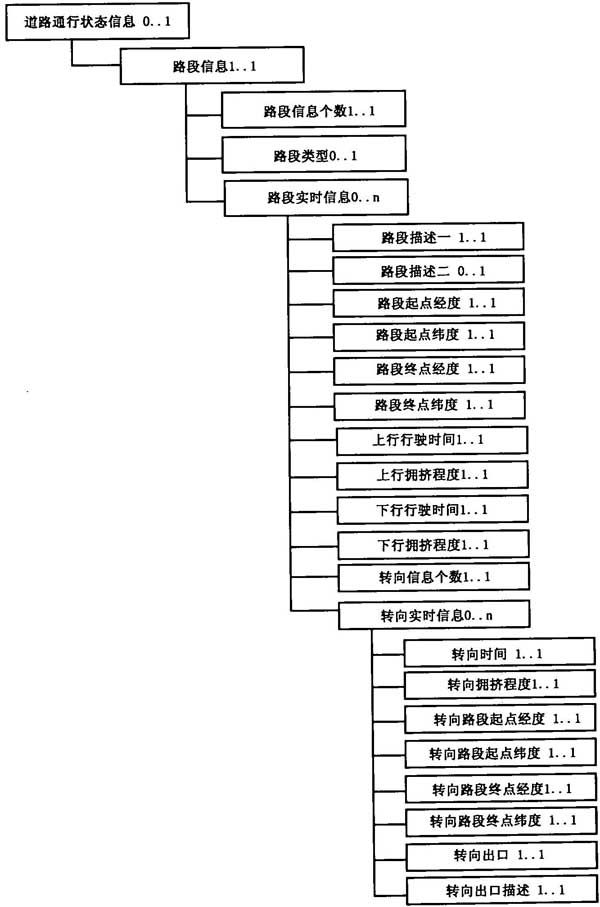 道路通行状态信息 0..1
路段信息1..1
路段信息个数1..1
路段类型0..1
路段实时信息0..n
路段描述一 1..1
路段描述二 0..1
路段起点经度 1..1
路段起点纬度 1..1
路段终点经度 1..1
路段终点纬度 1..1
上行行驶时间1..1
上行拥挤程度1..1
下行行驶时间1..1
下行拥挤程度1..1
转向信息个数1..1
转向实时信息0..n
转向时间 1..1
转向拥挤程度1..1
转向路段起点经度 1..1
转向路段起点纬度 1..1
转向路段终点经度1..1
转向路段终点纬度 1..1
转向出口 1..1
转向出口描述 1..1